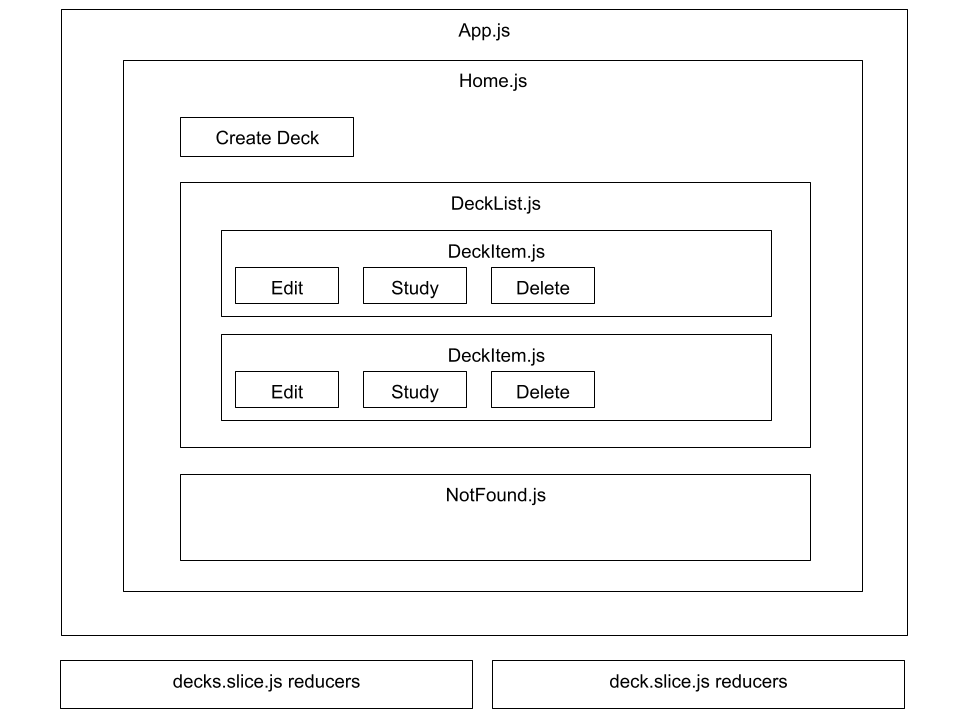 App.js
Home.js
Create Deck
DeckList.js
DeckItem.js
Edit Study Delete
DeckItem.js
Edit Study Delete
NotFound.js
decks.slice.js reducers deck.slice.js reducers